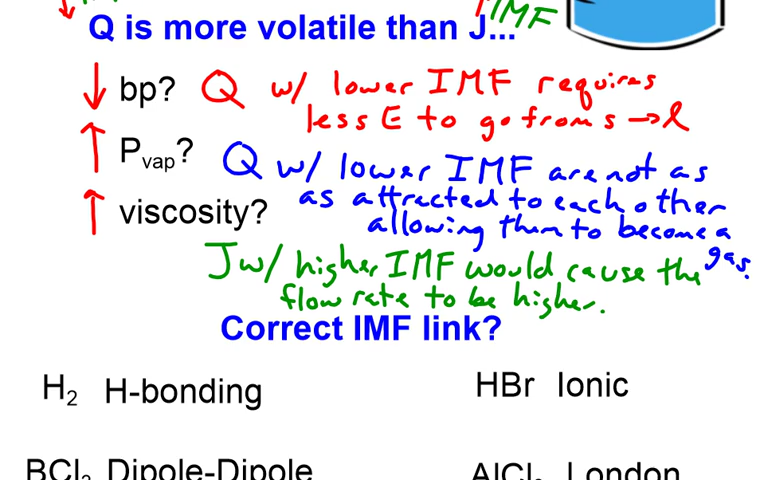 IMF
Q is more volatile than J...
↓ bp? Q w/ lower IMF requires
less E to go from s → l
↑ Pvap? Q w/ lower IMF are not as
as attracted to each other
↑ viscosity?
allowing them to become a
gas.
J w/ higher IMF would cause the
flow rate to be higher.
Correct IMF link?
H₂ H-bonding
HBr Ionic
Dipole-Dipole
London